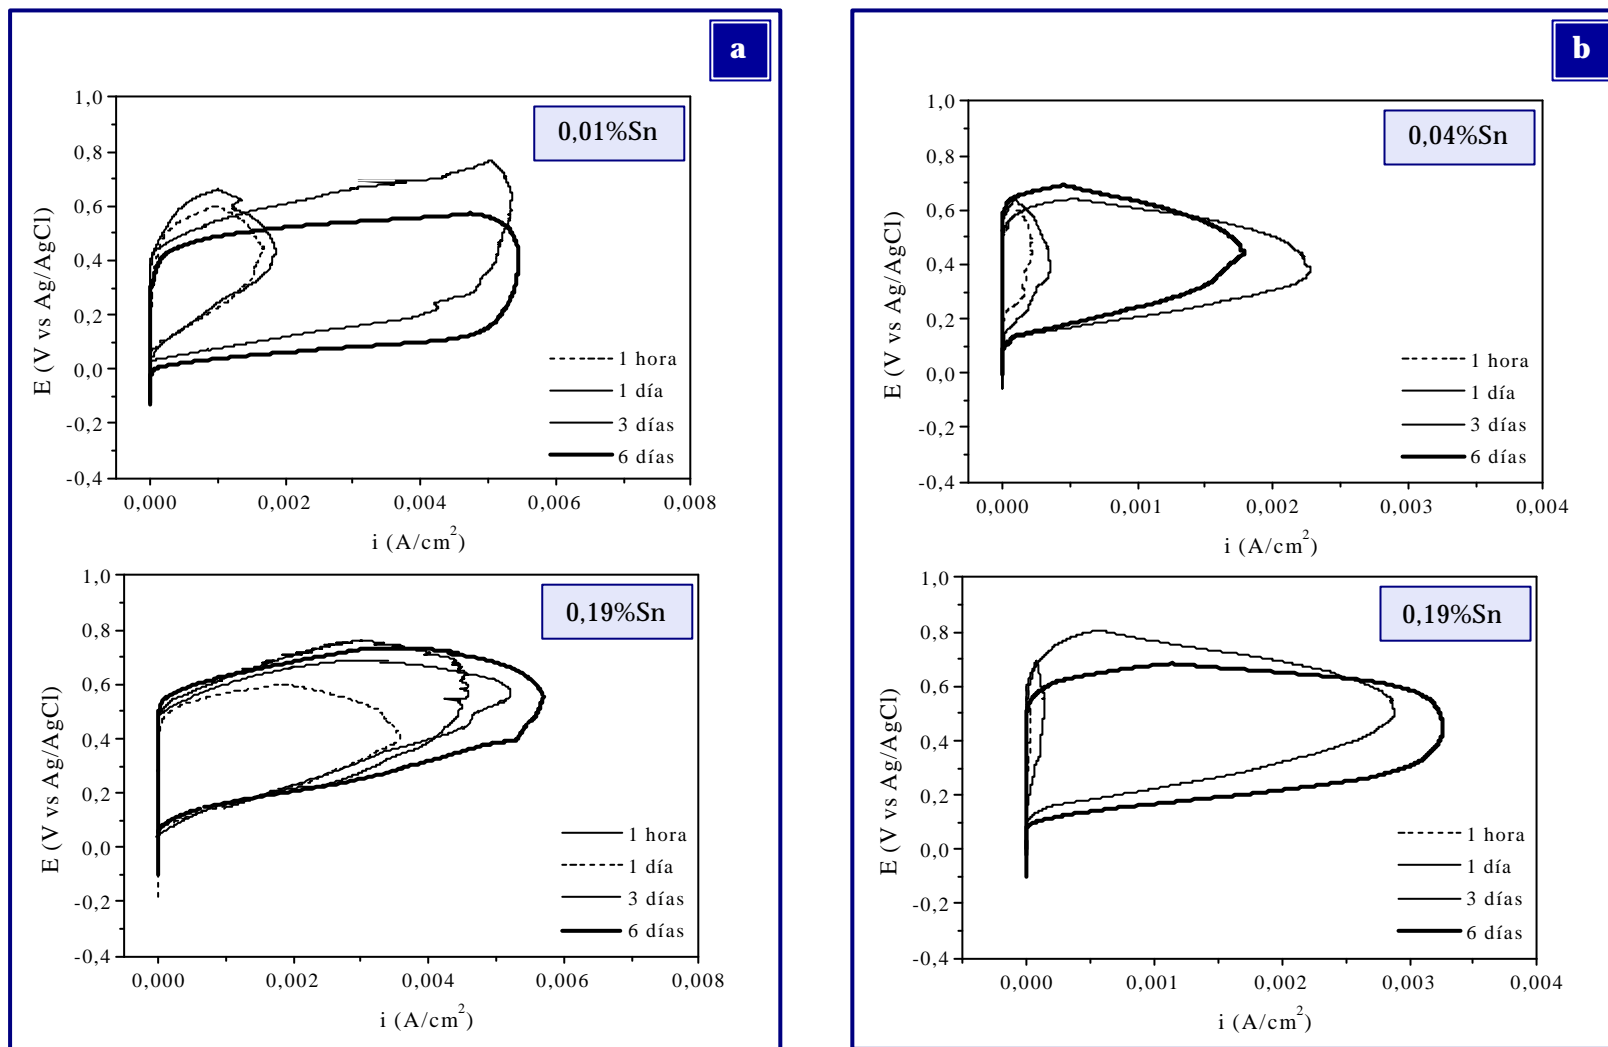 a
1,0
0,8
0,6
0,4
0,2
0,0
-0,2
-0,4
E (V vs Ag/AgCl)
0,01%Sn
1 hora
1 día
3 días
6 días
0,000 0,002 0,004 0,006 0,008
i (A/cm²)
1,0
0,8
0,6
0,4
0,2
0,0
-0,2
-0,4
E (V vs Ag/AgCl)
0,19%Sn
1 hora
1 día
3 días
6 días
0,000 0,002 0,004 0,006 0,008
i (A/cm²)
b
1,0
0,8
0,6
0,4
0,2
0,0
-0,2
-0,4
E (V vs Ag/AgCl)
0,04%Sn
1 hora
1 día
3 días
6 días
0,000 0,001 0,002 0,003 0,004
i (A/cm²)
1,0
0,8
0,6
0,4
0,2
0,0
-0,2
-0,4
E (V vs Ag/AgCl)
0,19%Sn
1 hora
1 día
3 días
6 días
0,000 0,001 0,002 0,003 0,004
i (A/cm²)